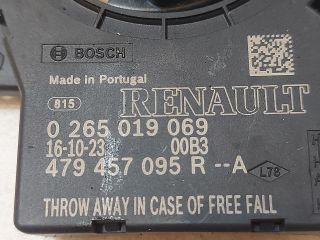 BOSCH
Made in Portugal
815
RENAULT
0 265 019 069
16-10-23 00B3
479 457 095 R --A
L78
THROW AWAY IN CASE OF FREE FALL